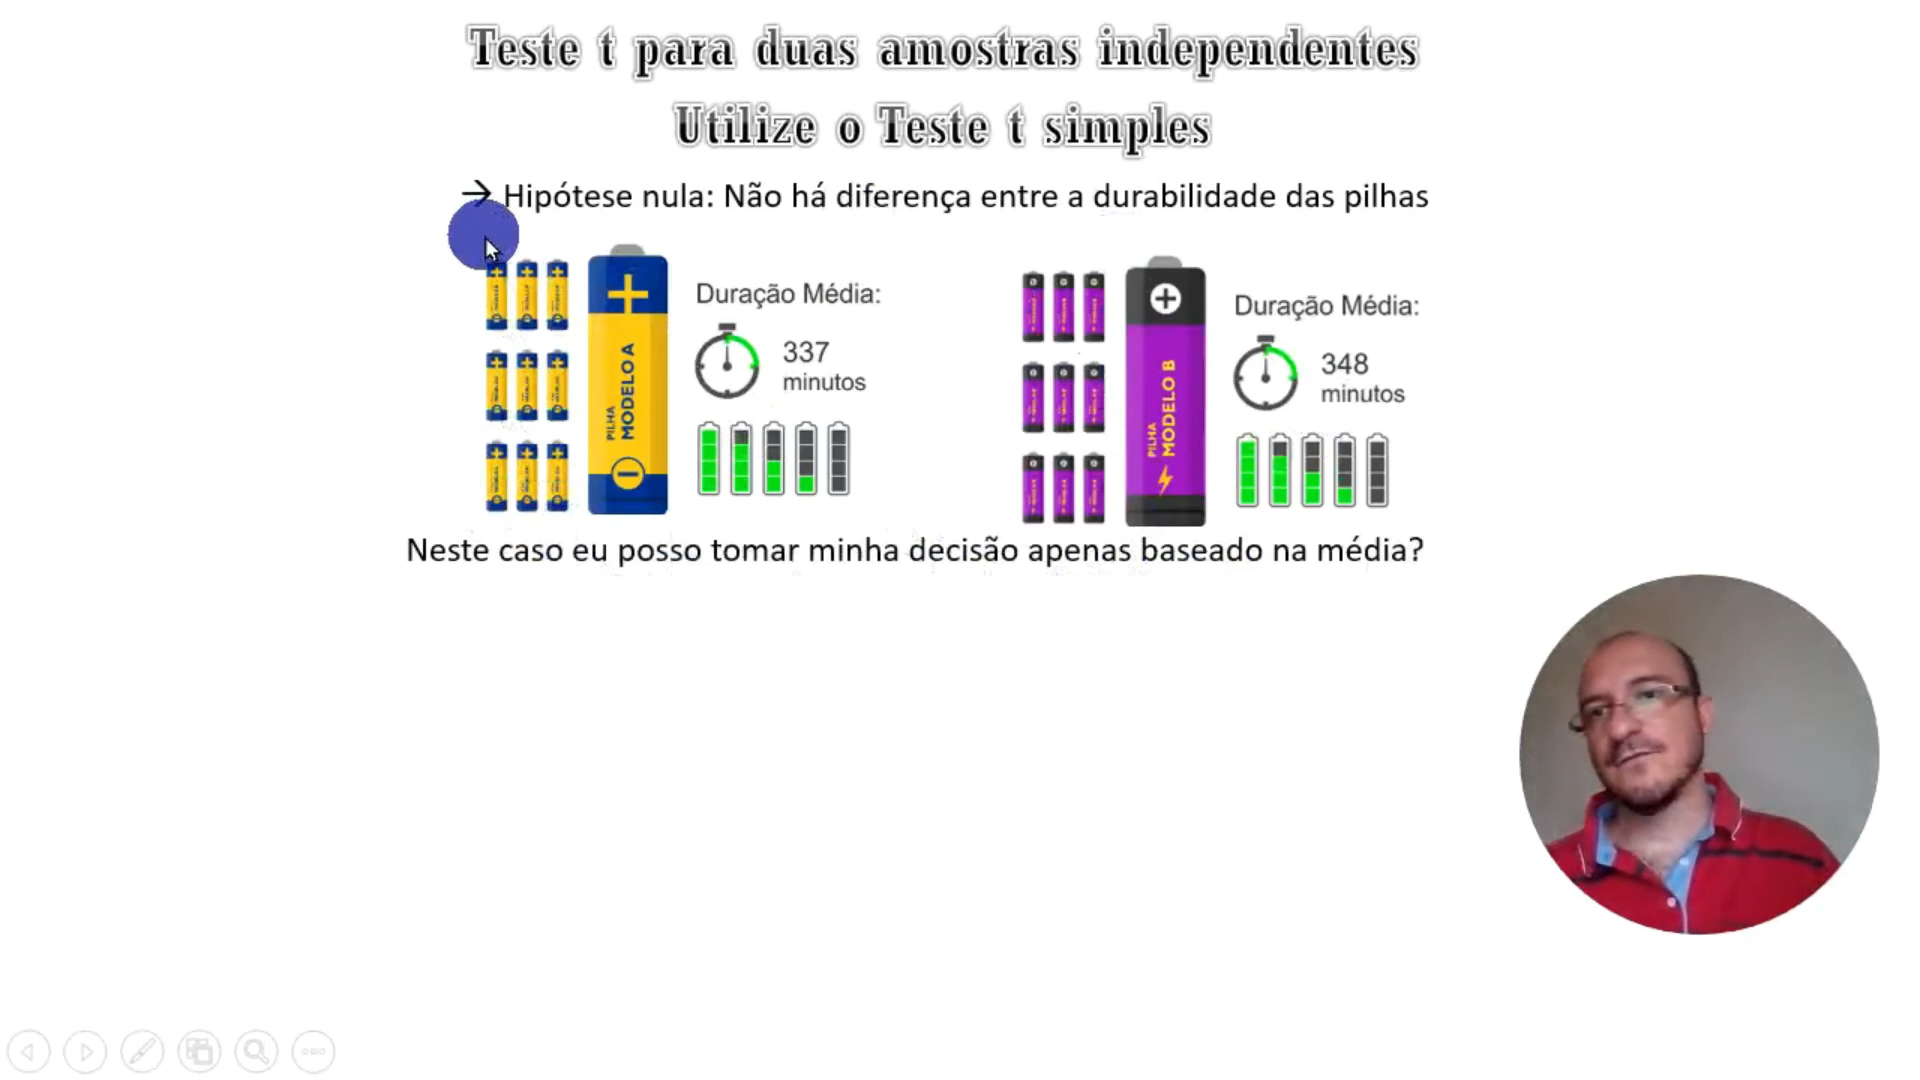 Teste t para duas amostras independentes
Utilize o Teste t simples
→ Hipótese nula: Não há diferença entre a durabilidade das pilhas
PILHA
MODELO A
Duração Média:
337
minutos
PILHA
MODELO B
Duração Média:
348
minutos
Neste caso eu posso tomar minha decisão apenas baseado na média?